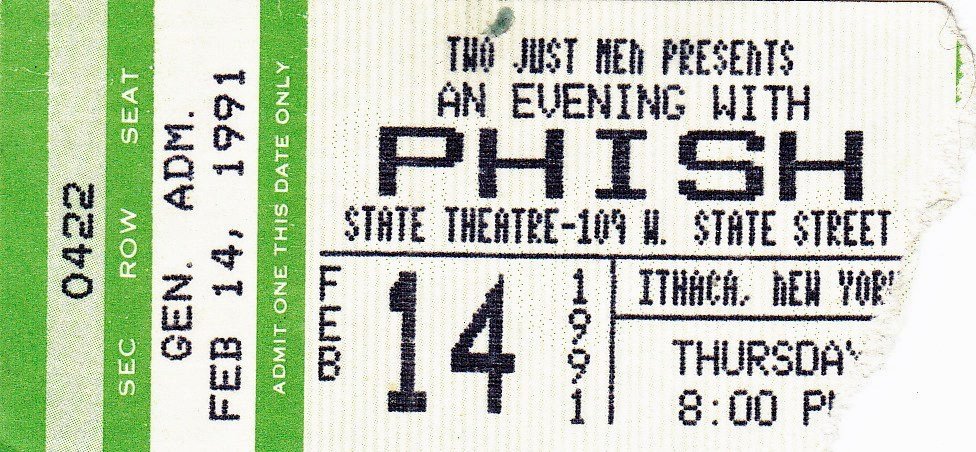 0422
SEC ROW SEAT
GEN. ADM.
FEB 14, 1991
ADMIT ONE THIS DATE ONLY
TWO JUST MEN PRESENTS
AN EVENING WITH
PHISH
STATE THEATRE-109 W. STATE STREET
FEB 14 1991
ITHACA, NEW YOR
THURSDAY
8:00 P